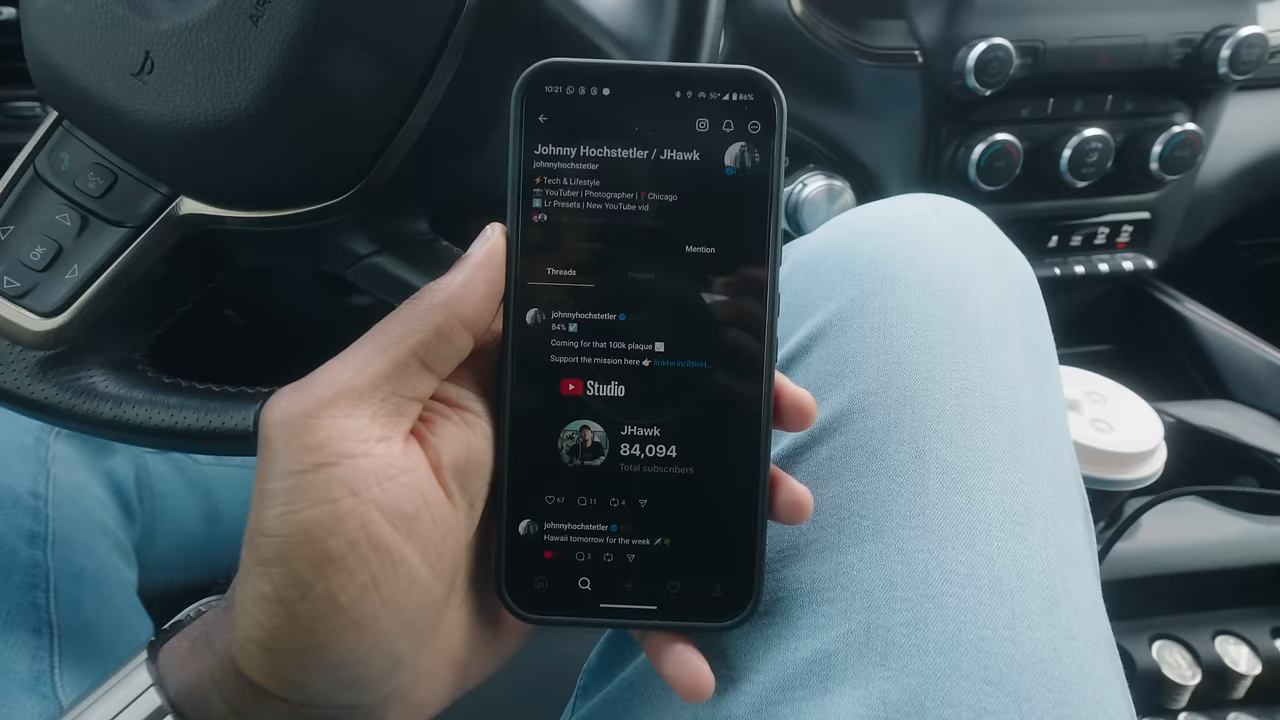 OK
10:21
5G+
86%
Johnny Hochstetler / JHawk
johnnyhochstetler
⚡Tech & Lifestyle
📷 YouTuber | Photographer | 📍Chicago
⬇️ Lr Presets | New YouTube vid
Mention
Threads
johnnyhochstetler
84% ☑️
Coming for that 100k plaque
Support the mission here 👉
Studio
JHawk
84,094
Total subscribers
67
11
4
johnnyhochstetler
Hawaii tomorrow for the week
3